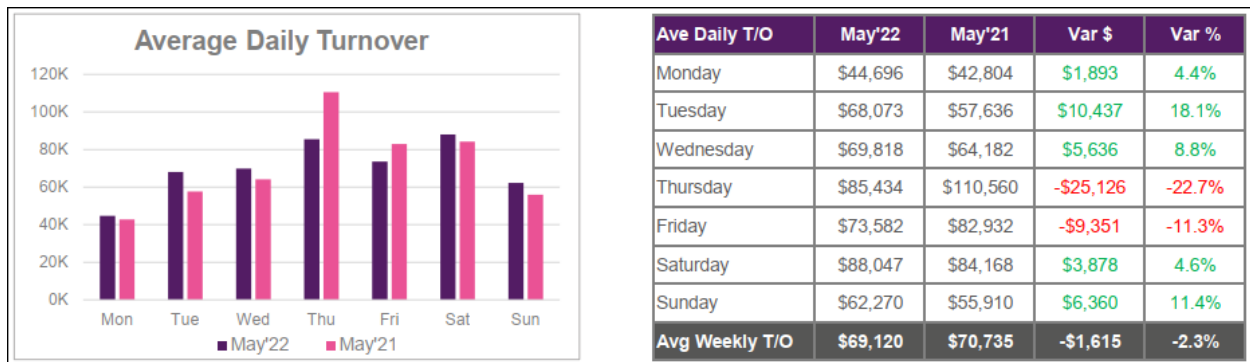 Average Daily Turnover
120K
100K
80K
60K
40K
20K
0K
Mon Tue Wed Thu Fri Sat Sun
May'22 May'21
Ave Daily T/O May'22 May'21 Var $ Var %
Monday $44,696 $42,804 $1,893 4.4%
Tuesday $68,073 $57,636 $10,437 18.1%
Wednesday $69,818 $64,182 $5,636 8.8%
Thursday $85,434 $110,560 -$25,126 -22.7%
Friday $73,582 $82,932 -$9,351 -11.3%
Saturday $88,047 $84,168 $3,878 4.6%
Sunday $62,270 $55,910 $6,360 11.4%
Avg Weekly T/O $69,120 $70,735 -$1,615 -2.3%